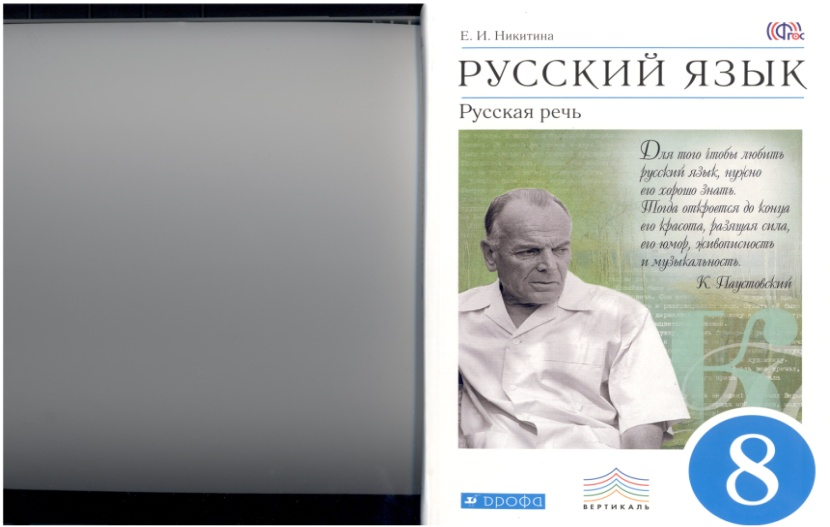 Е. И. Никитина
ФГОС
РУССКИЙ ЯЗЫК
Русская речь
Для того чтобы любить
русский язык, нужно
его хорошо знать.
Тогда откроется до конца
его красота, разящая сила,
его юмор, живописность
и музыкальность.
К. Паустовский
8
ДРОФА
ВЕРТИКАЛЬ